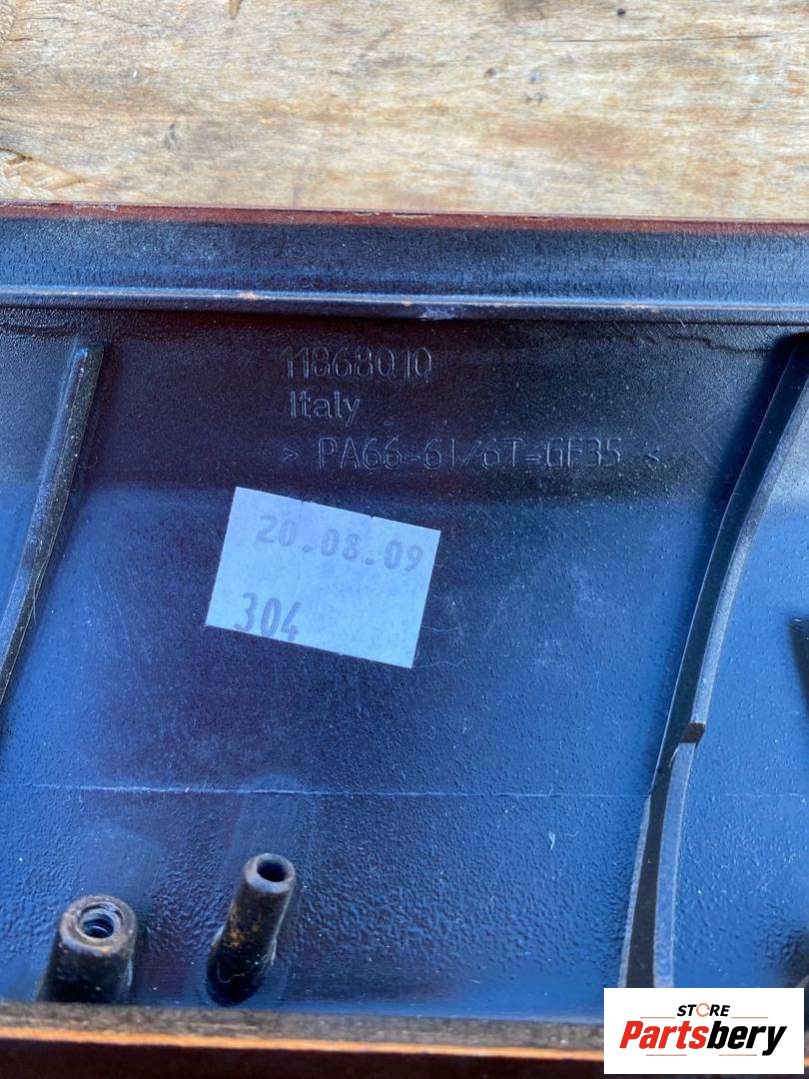 11868010
Italy
> PA66-6I/6T-GF35 <
20.08.09
304
STORE
Partsbery